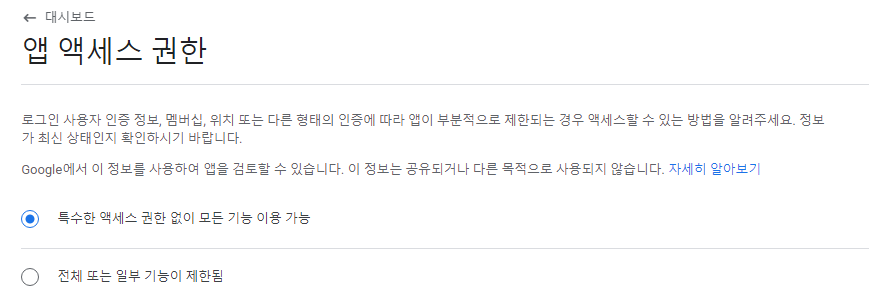 ← 대시보드
앱 액세스 권한
로그인 사용자 인증 정보, 멤버십, 위치 또는 다른 형태의 인증에 따라 앱이 부분적으로 제한되는 경우 액세스할 수 있는 방법을 알려주세요. 정보
가 최신 상태인지 확인하시기 바랍니다.
Google에서 이 정보를 사용하여 앱을 검토할 수 있습니다. 이 정보는 공유되거나 다른 목적으로 사용되지 않습니다. 자세히 알아보기
특수한 액세스 권한 없이 모든 기능 이용 가능
전체 또는 일부 기능이 제한됨